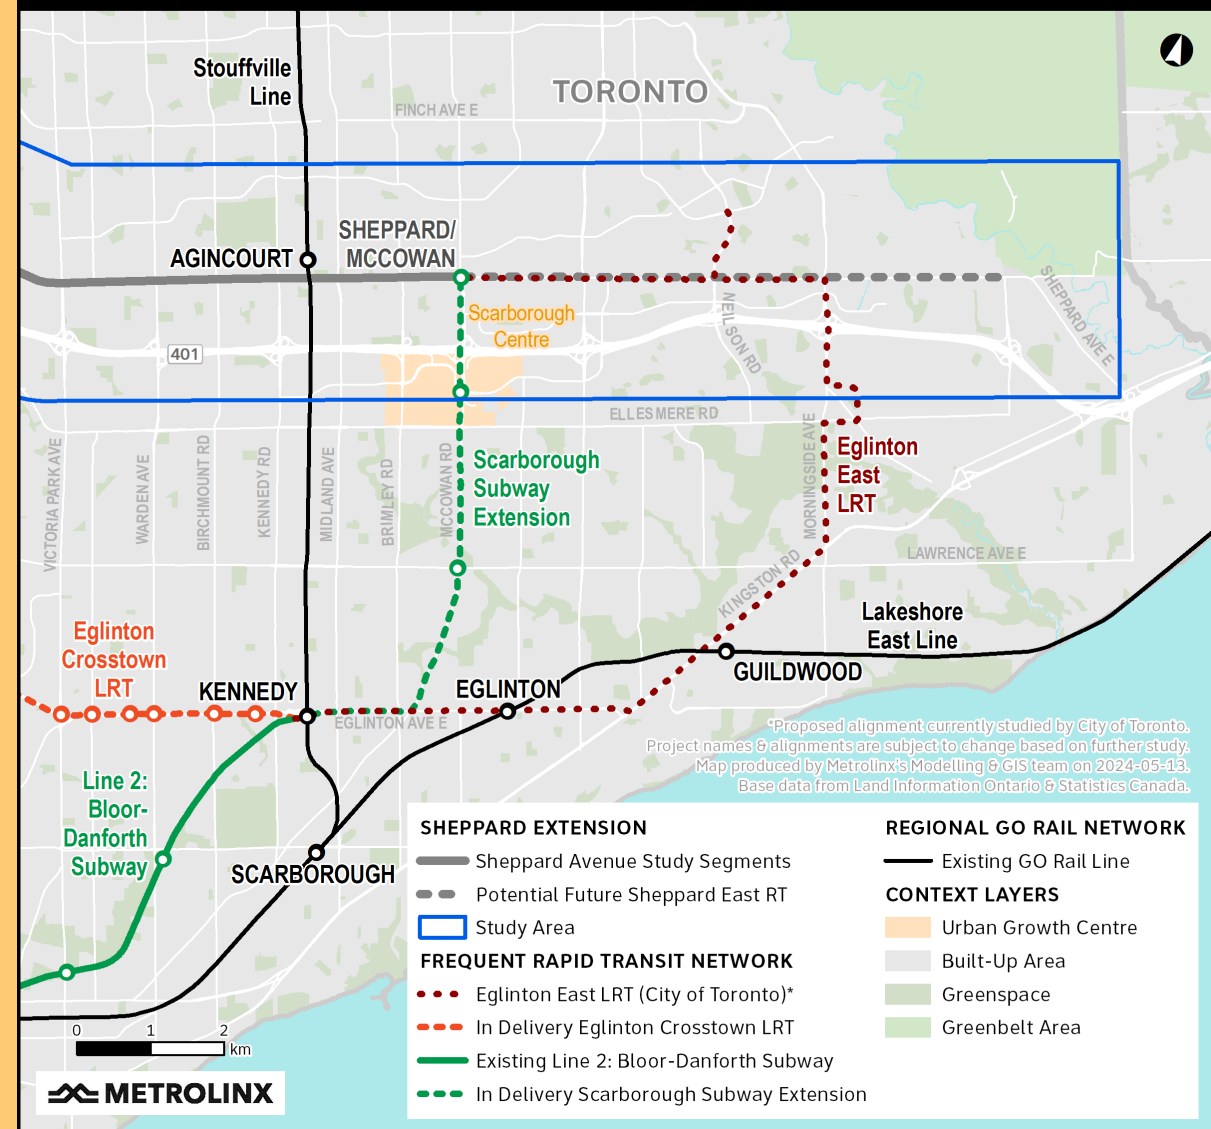 Stouffville
Line
TORONTO
FINCH AVE E
SHEPPARD/
MCCOWAN
AGINCOURT
Scarborough
Centre
NEILSON RD
SHEPPARD AVE E
401
ELLESMERE RD
VICTORIA PARK AVE
WARDEN AVE
BIRCHMOUNT RD
KENNEDY RD
MIDLAND AVE
BRIMLEY RD
MCCOWAN RD
MORNINGSIDE AVE
Scarborough
Subway
Extension
Eglinton
East
LRT
LAWRENCE AVE E
KINGSTON RD
Lakeshore
East Line
Eglinton
Crosstown
LRT
KENNEDY
EGLINTON
GUILDWOOD
EGLINTON AVE E
*Proposed alignment currently studied by City of Toronto.
Project names & alignments are subject to change based on further study.
Map produced by Metrolinx's Modelling & GIS team on 2024-05-13.
Base data from Land Information Ontario & Statistics Canada.
Line 2:
Bloor-
Danforth
Subway
SCARBOROUGH
SHEPPARD EXTENSION
Sheppard Avenue Study Segments
Potential Future Sheppard East RT
Study Area
FREQUENT RAPID TRANSIT NETWORK
Eglinton East LRT (City of Toronto)*
In Delivery Eglinton Crosstown LRT
Existing Line 2: Bloor-Danforth Subway
In Delivery Scarborough Subway Extension
REGIONAL GO RAIL NETWORK
Existing GO Rail Line
CONTEXT LAYERS
Urban Growth Centre
Built-Up Area
Greenspace
Greenbelt Area
0 1 2
km
METROLINX